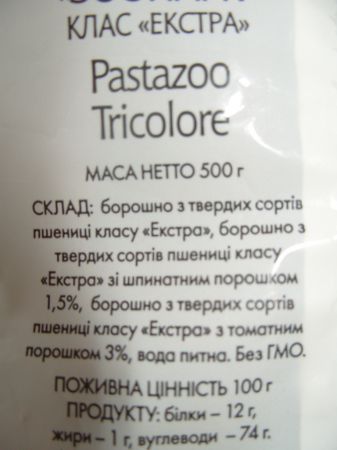 КЛАС «ЕКСТРА»
Pastazoo
Tricolore
МАСА НЕТТО 500 г
СКЛАД: борошно з твердих сортів
пшениці класу «Екстра», борошно з
твердих сортів пшениці класу
«Екстра» зі шпинатним порошком
1,5%, борошно з твердих сортів
пшениці класу «Екстра» з томатним
порошком 3%, вода питна. Без ГМО.
ПОЖИВНА ЦІННІСТЬ 100 г
ПРОДУКТУ: білки – 12 г,
жири – 1 г, вуглеводи – 74 г.